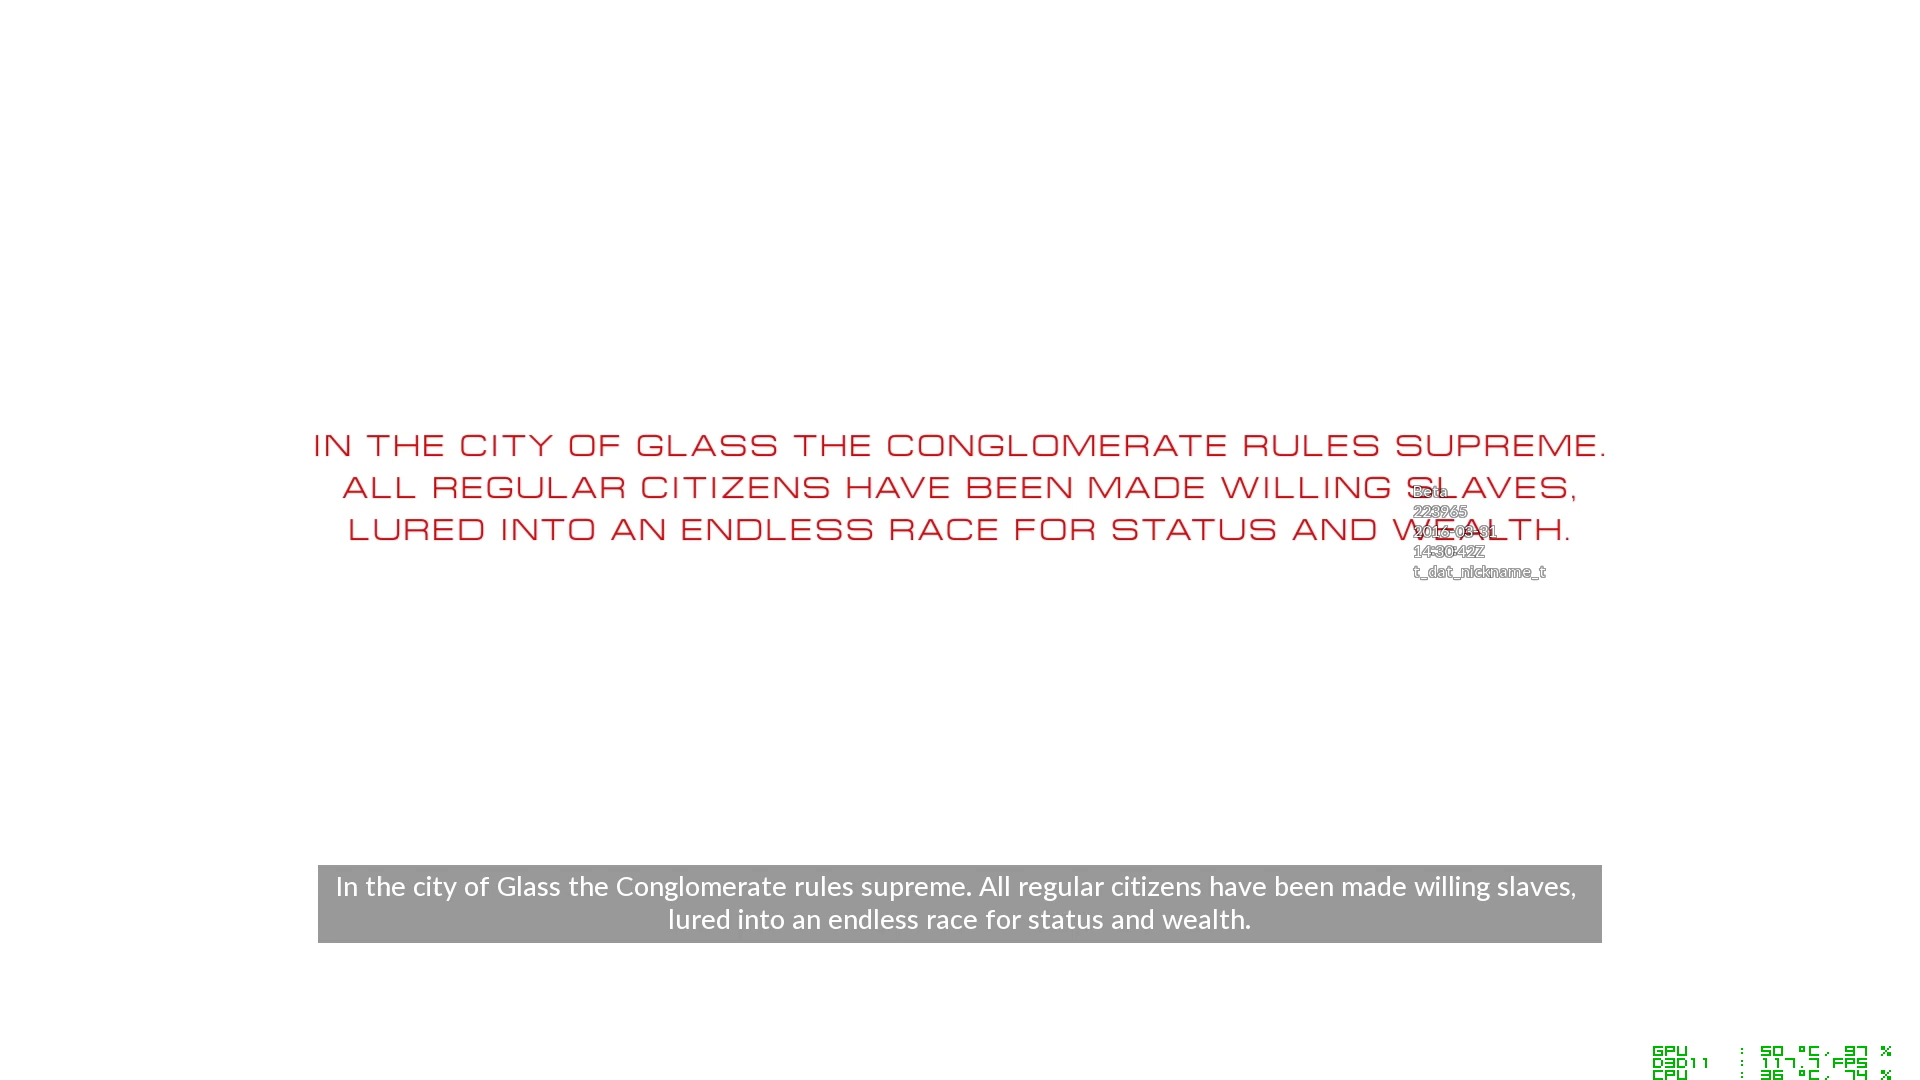 IN THE CITY OF GLASS THE CONGLOMERATE RULES SUPREME.
ALL REGULAR CITIZENS HAVE BEEN MADE WILLING SLAVES,
LURED INTO AN ENDLESS RACE FOR STATUS AND WEALTH.
Beta
223965
2016-03-31
14:30:42Z
t_dat_nickname_t
In the city of Glass the Conglomerate rules supreme. All regular citizens have been made willing slaves,
lured into an endless race for status and wealth.
GPU : 50 °C, 97 %
D3D11 : 117.7 FPS
CPU : 36 °C, 74 %